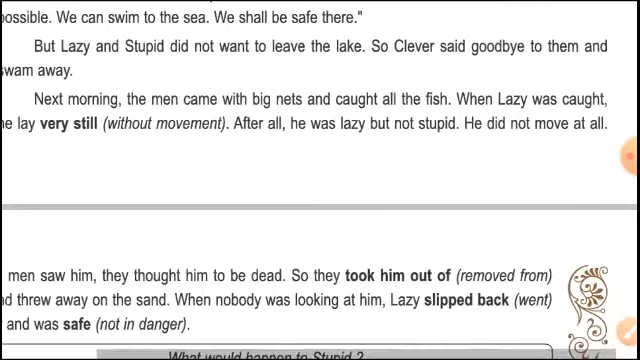 possible. We can swim to the sea. We shall be safe there."
But Lazy and Stupid did not want to leave the lake. So Clever said goodbye to them and
swam away.
Next morning, the men came with big nets and caught all the fish. When Lazy was caught,
he lay very still (without movement). After all, he was lazy but not stupid. He did not move at all.
men saw him, they thought him to be dead. So they took him out of (removed from)
and threw away on the sand. When nobody was looking at him, Lazy slipped back (went)
and was safe (not in danger).
What would happen to Stupid ?